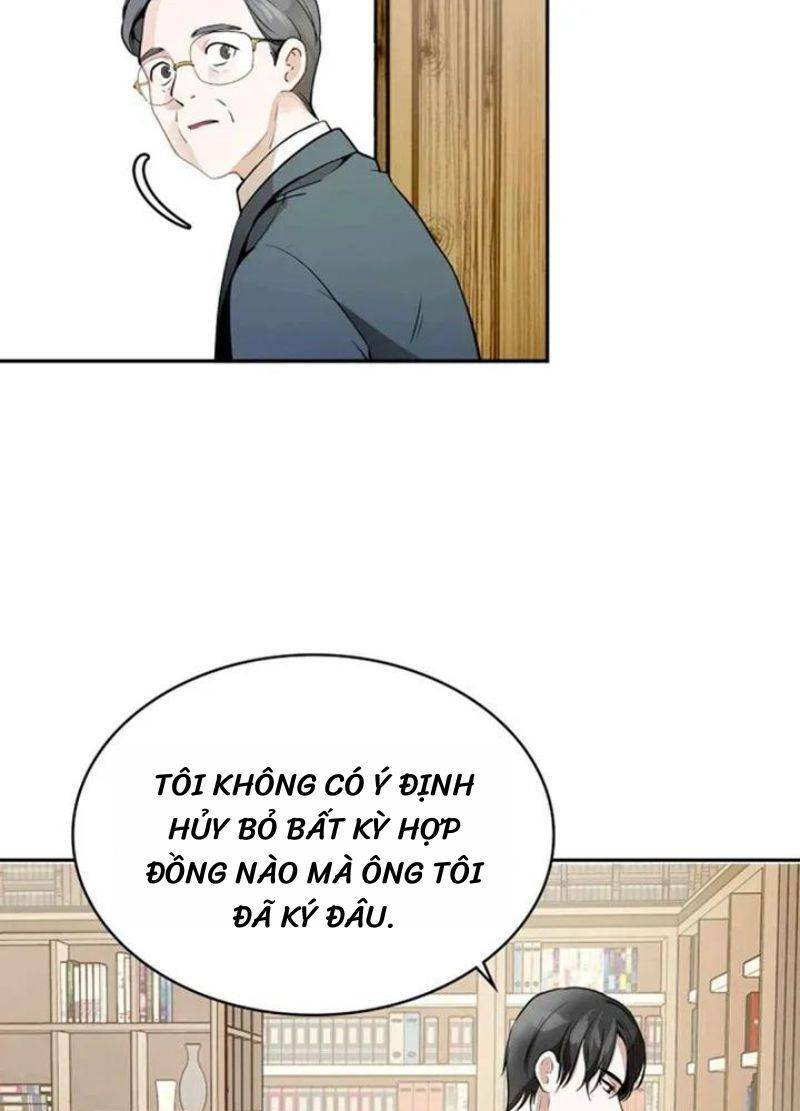 TÔI KHÔNG CÓ Ý ĐỊNH
HỦY BỎ BẤT KỲ HỢP
ĐỒNG NÀO MÀ ÔNG TÔI
ĐÃ KÝ ĐÂU.